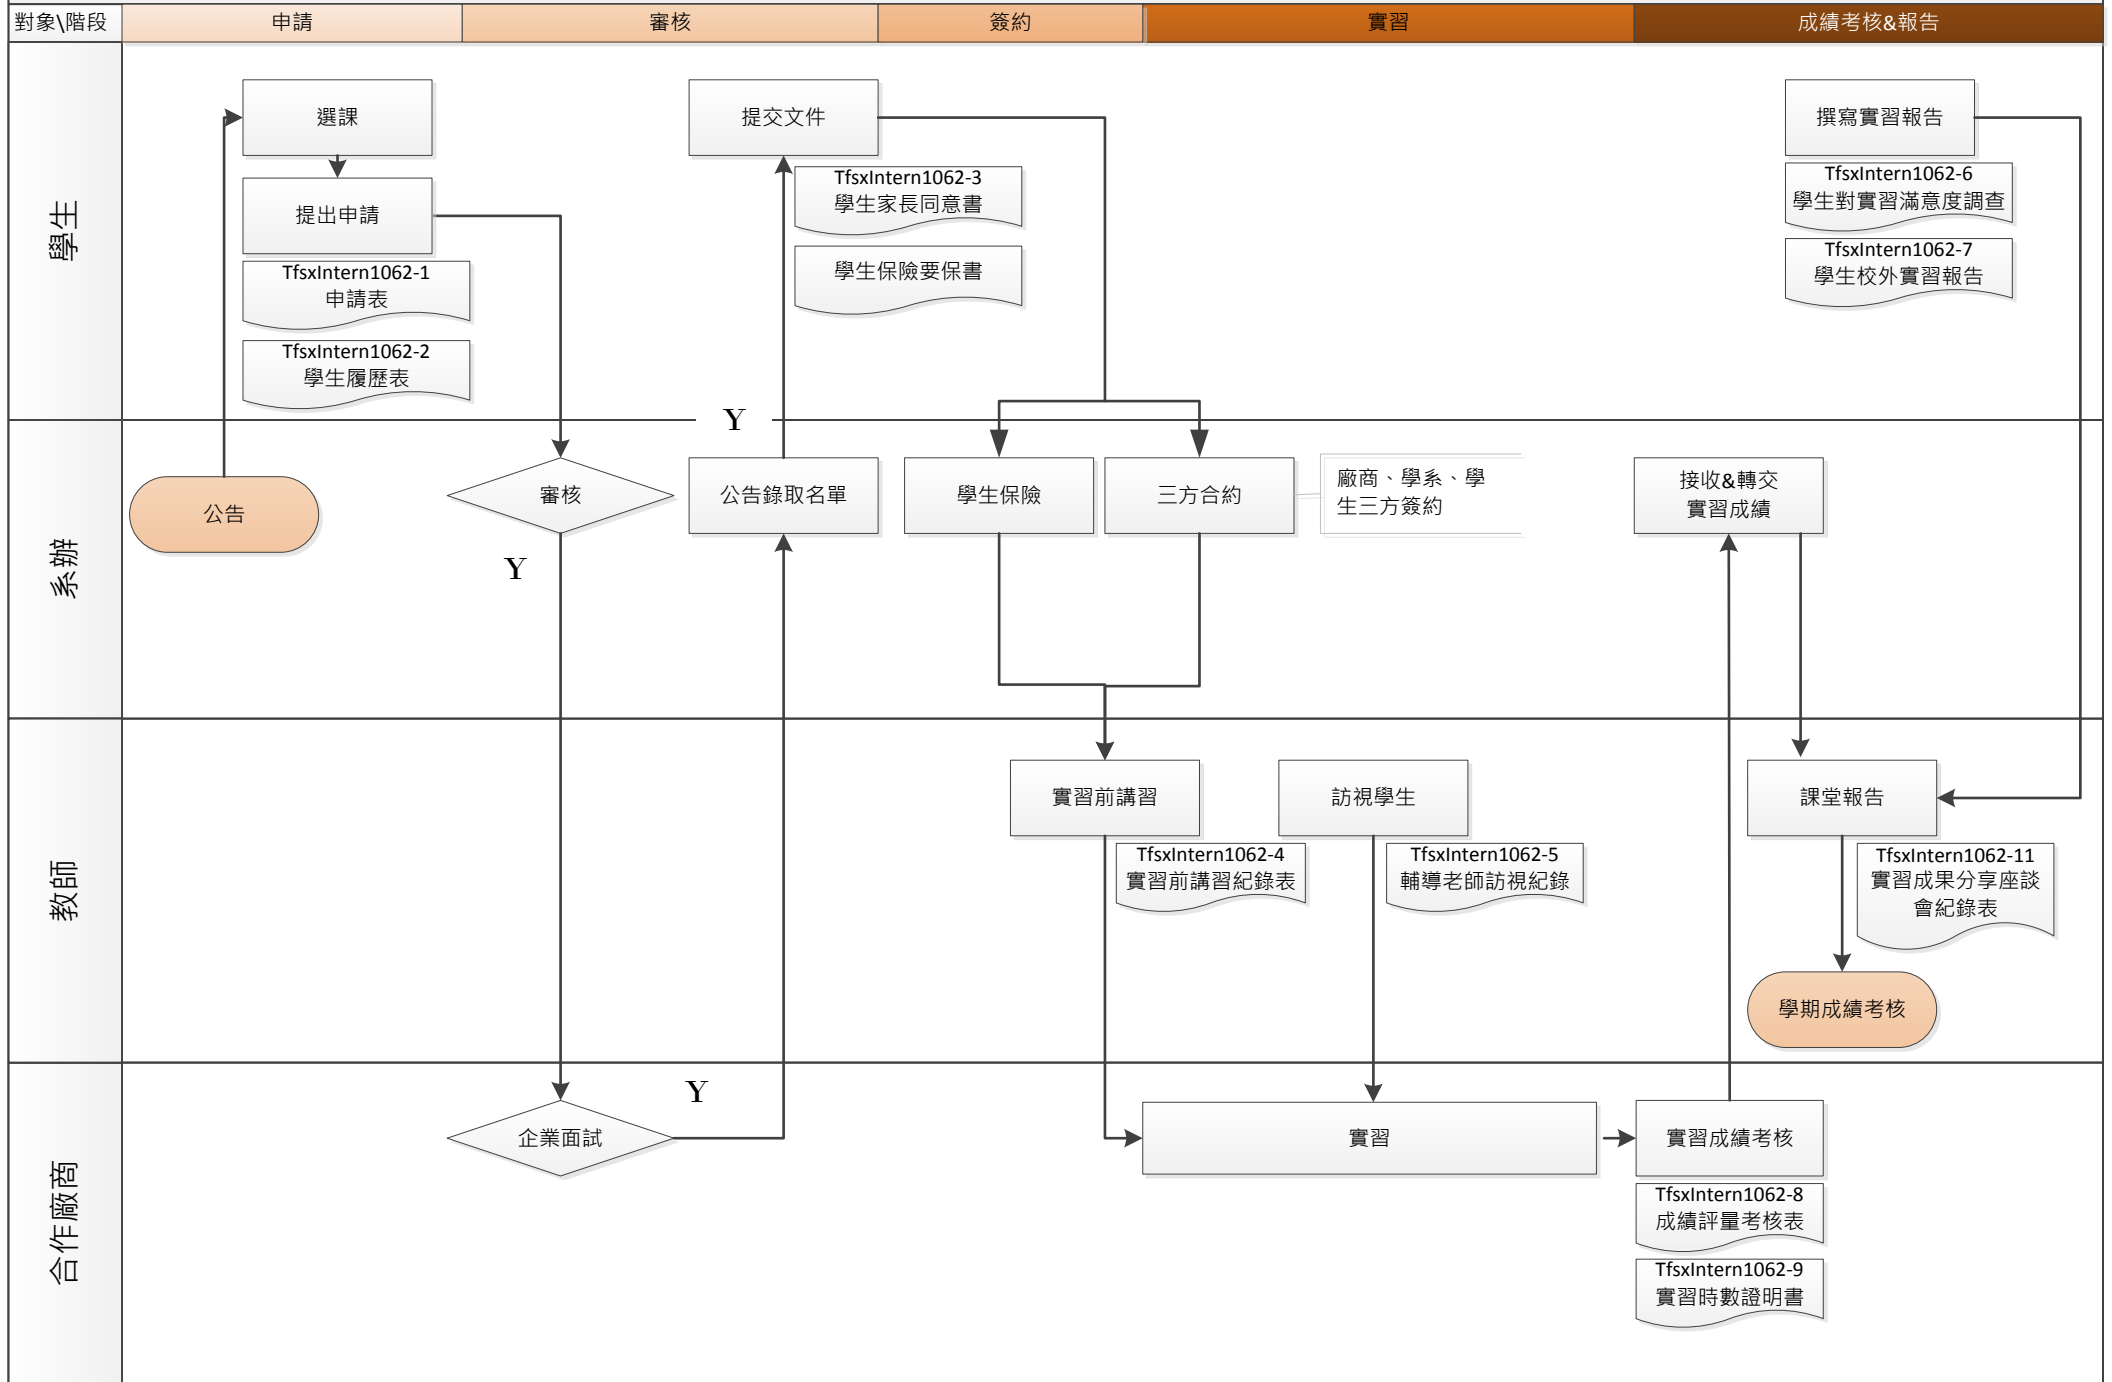 對象\階段
申請
審核
簽約
實習
成績考核&報告
學生
選課
提出申請
TfsxIntern1062-1
申請表
TfsxIntern1062-2
學生履歷表
提交文件
TfsxIntern1062-3
學生家長同意書
學生保險要保書
撰寫實習報告
TfsxIntern1062-6
學生對實習滿意度調查
TfsxIntern1062-7
學生校外實習報告
Y
系辦
公告
審核
Y
公告錄取名單
學生保險
三方合約
廠商、學系、學
生三方簽約
接收&轉交
實習成績
教師
實習前講習
TfsxIntern1062-4
實習前講習紀錄表
訪視學生
TfsxIntern1062-5
輔導老師訪視紀錄
課堂報告
TfsxIntern1062-11
實習成果分享座談
會紀錄表
學期成績考核
合作廠商
企業面試
Y
實習
實習成績考核
TfsxIntern1062-8
成績評量考核表
TfsxIntern1062-9
實習時數證明書